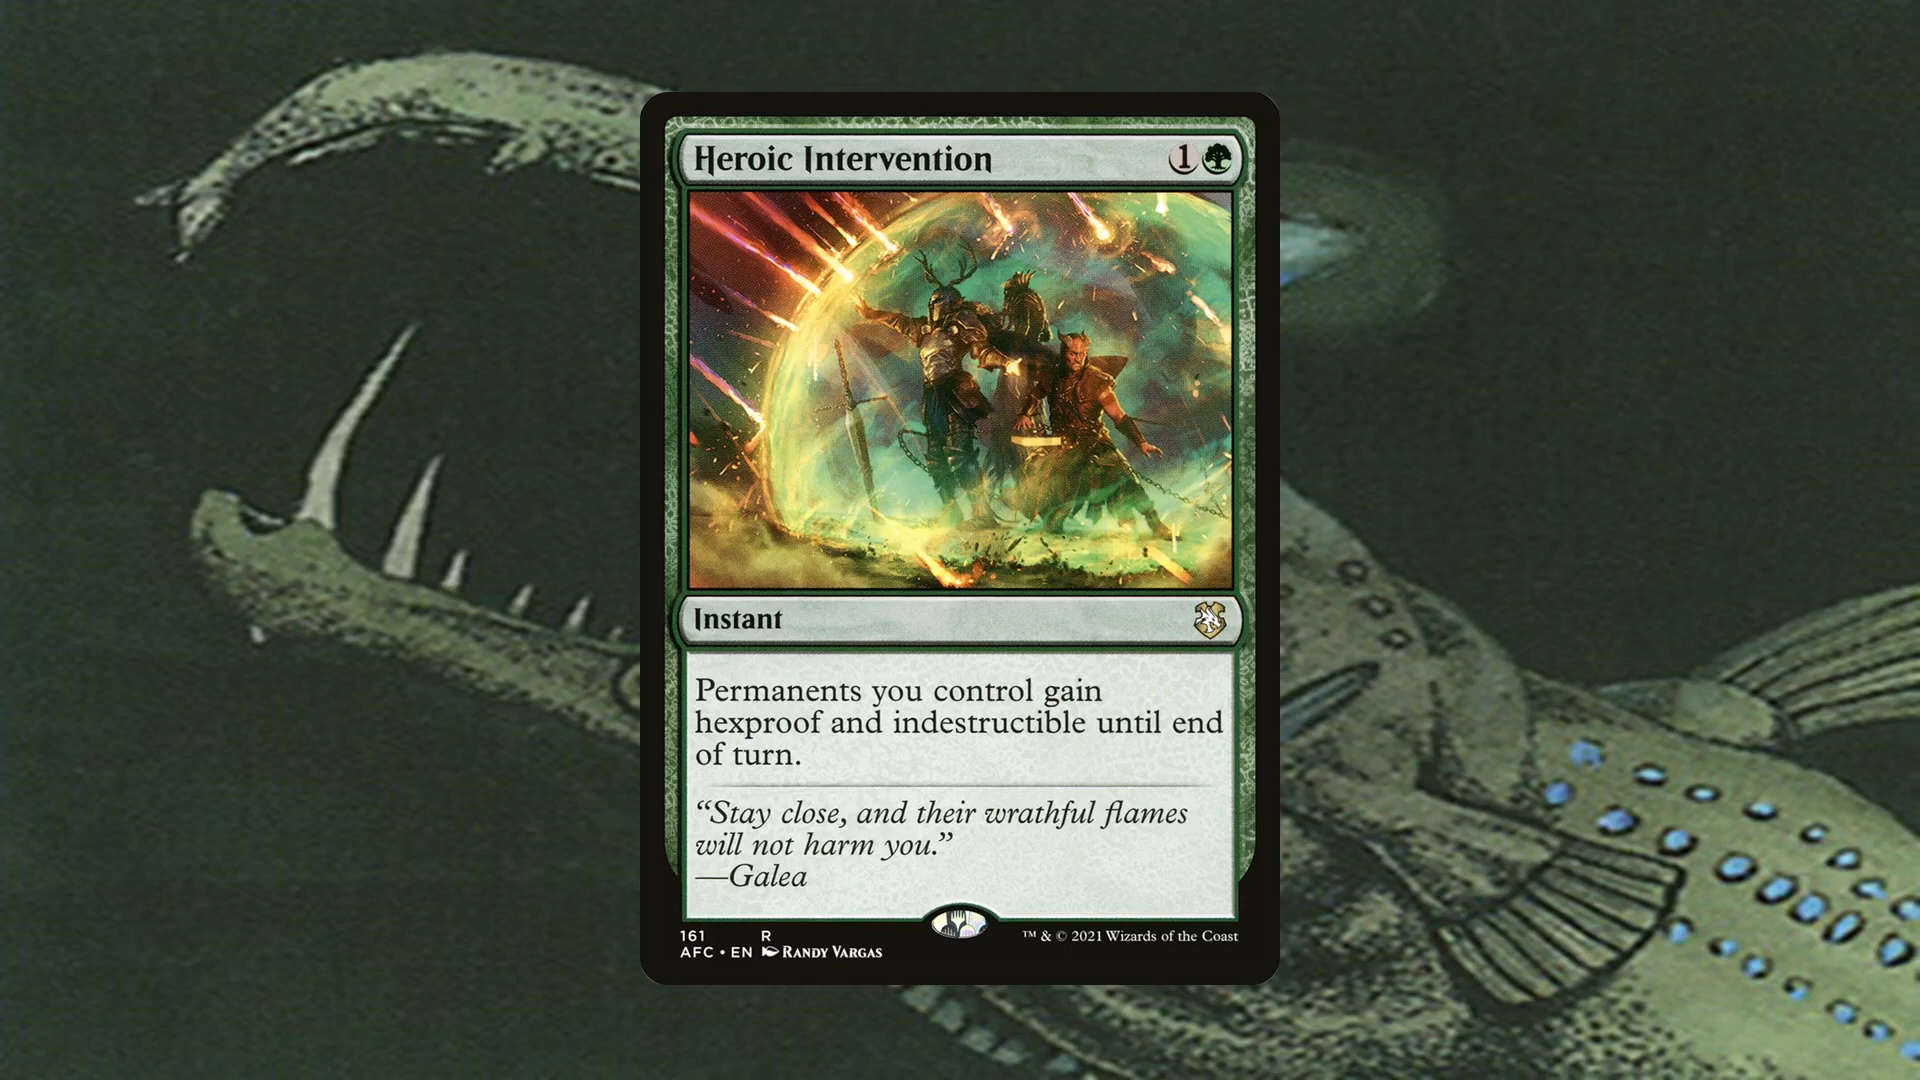 Heroic Intervention 1
Instant
Permanents you control gain
hexproof and indestructible until end
of turn.
“Stay close, and their wrathful flames
will not harm you.”
—Galea
161 R
AFC • EN RANDY VARGAS
™ & © 2021 Wizards of the Coast